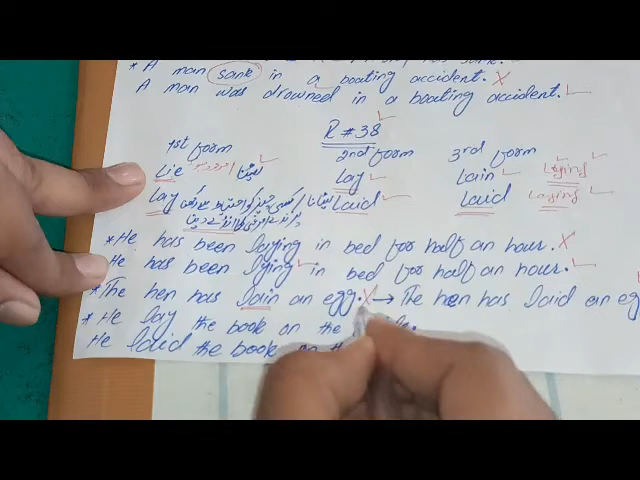 * A man sank in a boating accident. X
A man was drowned in a boating accident.
R # 38
1st form 2nd form 3rd form
Lie لیٹنا Lay Lain Lying
Lay لیٹانا Laid Laid Laying
* He has been laying in bed for half an hour. X
He has been lying in bed for half an hour.
* The hen has lain an egg. X → The hen has laid an eg
* He lay the book on the
He laid the book on